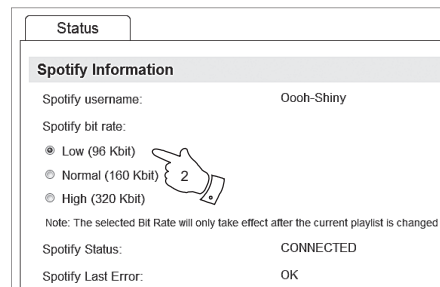 Status
Spotify Information
Spotify username: Oooh-Shiny
Spotify bit rate:
Low (96 Kbit)
Normal (160 Kbit) 2
High (320 Kbit)
Note: The selected Bit Rate will only take effect after the current playlist is changed
Spotify Status: CONNECTED
Spotify Last Error: OK